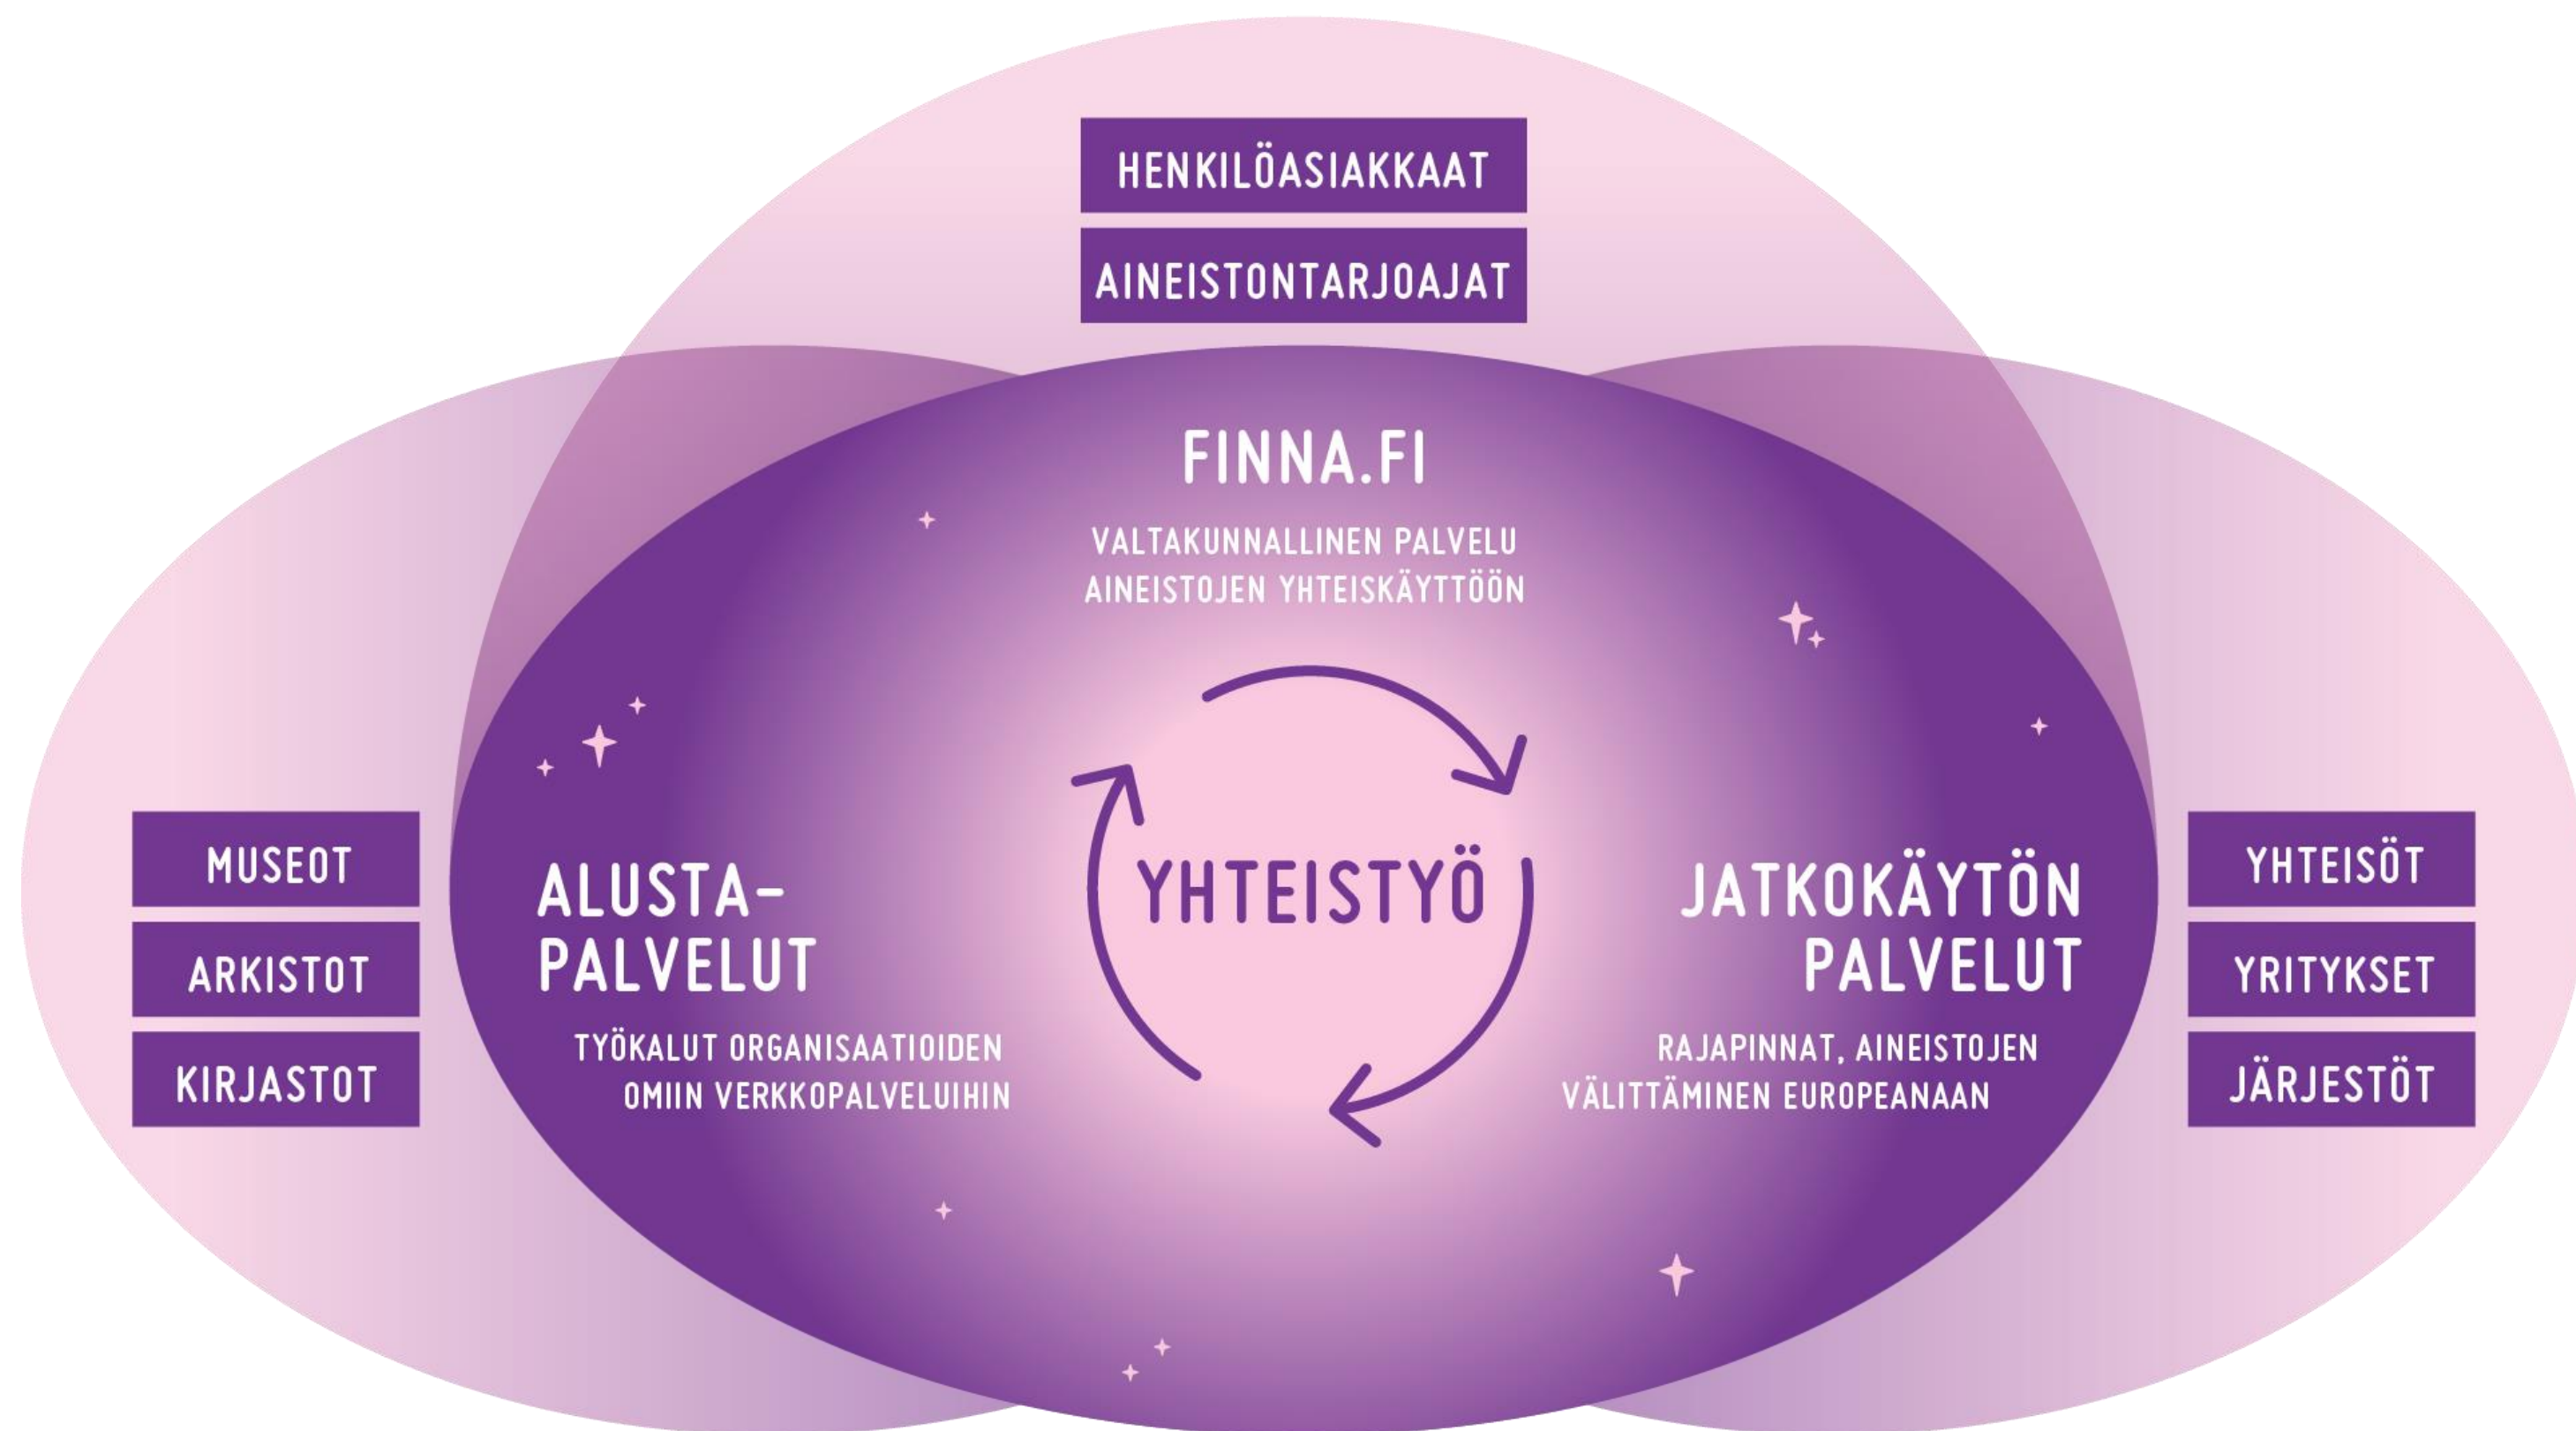 HENKILÖASIAKKAAT
AINEISTONTARJOAJAT
FINNA.FI
VALTAKUNNALLINEN PALVELU
AINEISTOJEN YHTEISKÄYTTÖÖN
MUSEOT
ARKISTOT
KIRJASTOT
ALUSTA-
PALVELUT
TYÖKALUT ORGANISAATIOIDEN
OMIIN VERKKOPALVELUIHIN
YHTEISTYÖ
JATKOKÄYTÖN
PALVELUT
RAJAPINNAT, AINEISTOJEN
VÄLITTÄMINEN EUROPEANAAN
YHTEISÖT
YRITYKSET
JÄRJESTÖT